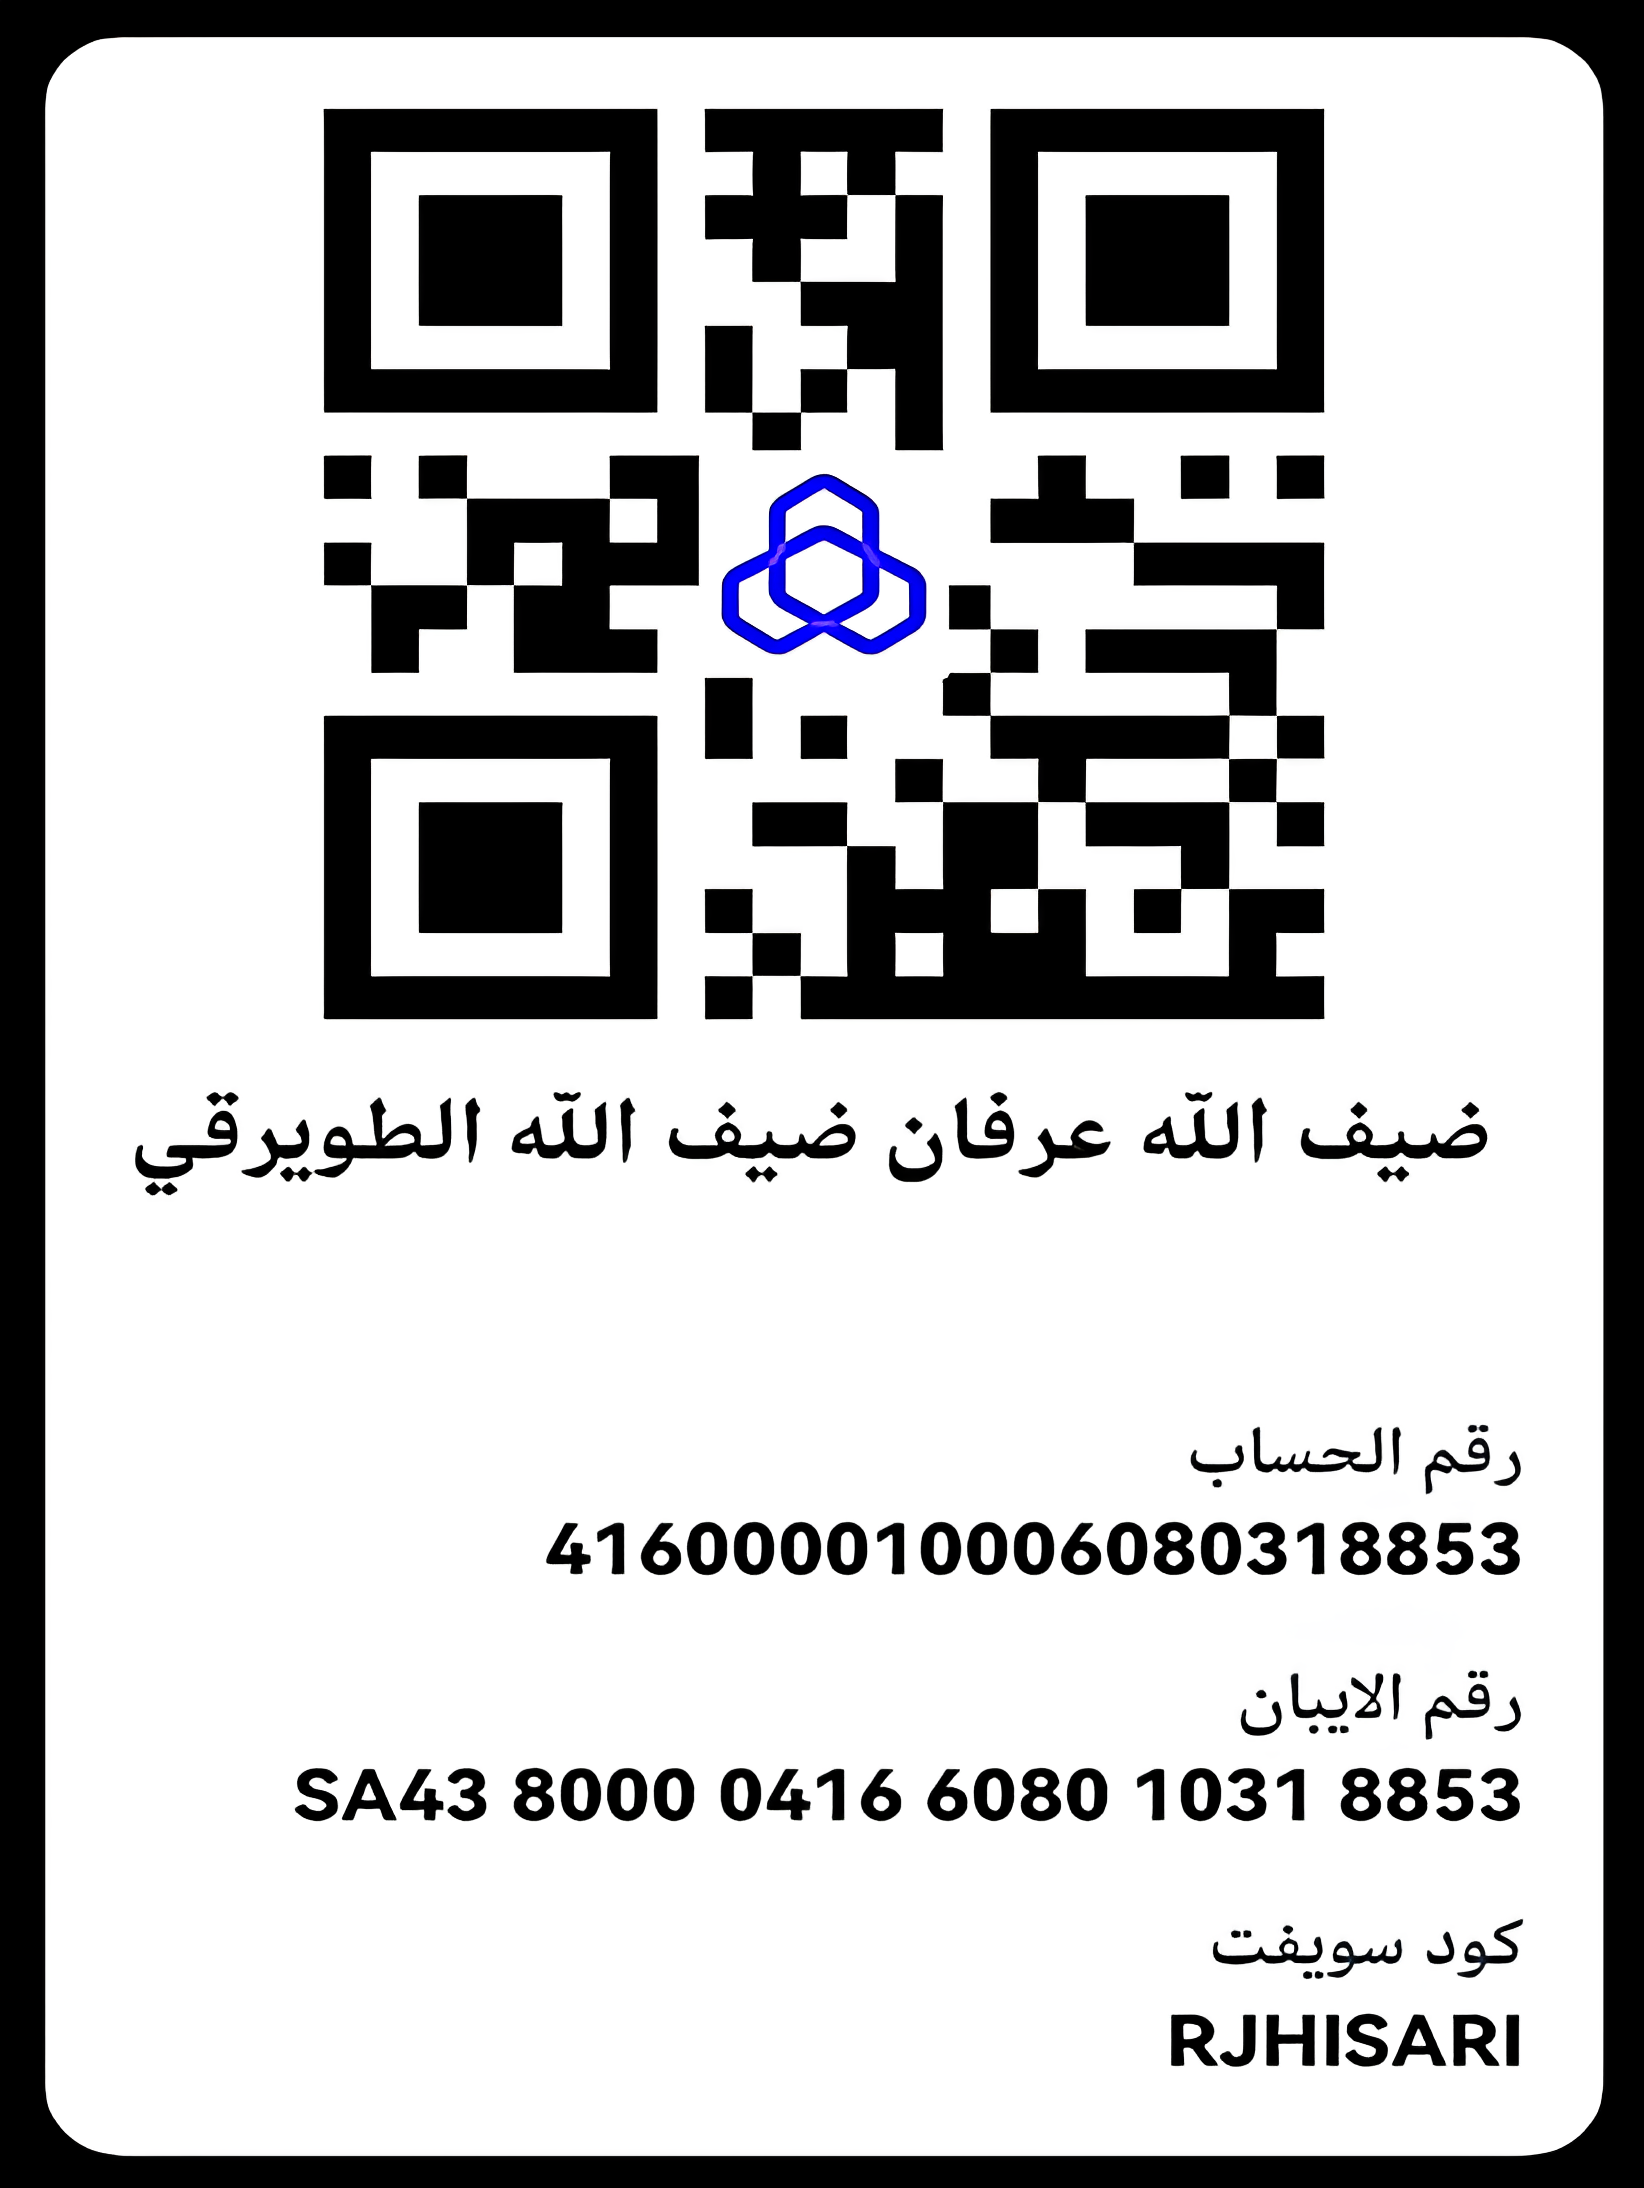 ضيف الله عرفان ضيف الله الطويرقي
رقم الحساب
416000010006080318853
رقم الايبان
SA43 8000 0416 6080 1031 8853
كود سويفت
RJHISARI